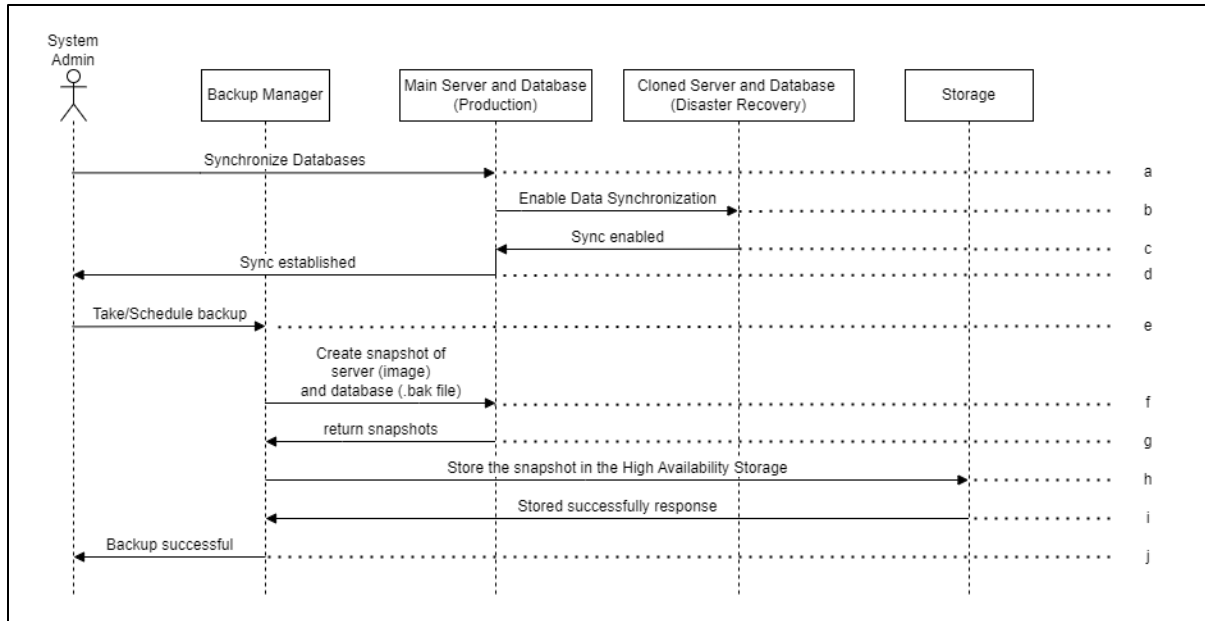 System
Admin
Backup Manager
Main Server and Database
(Production)
Cloned Server and Database
(Disaster Recovery)
Storage
Synchronize Databases
a
Enable Data Synchronization
b
Sync enabled
c
Sync established
d
Take/Schedule backup
e
Create snapshot of
server (image)
and database (.bak file)
f
return snapshots
g
Store the snapshot in the High Availability Storage
h
Stored successfully response
i
Backup successful
j